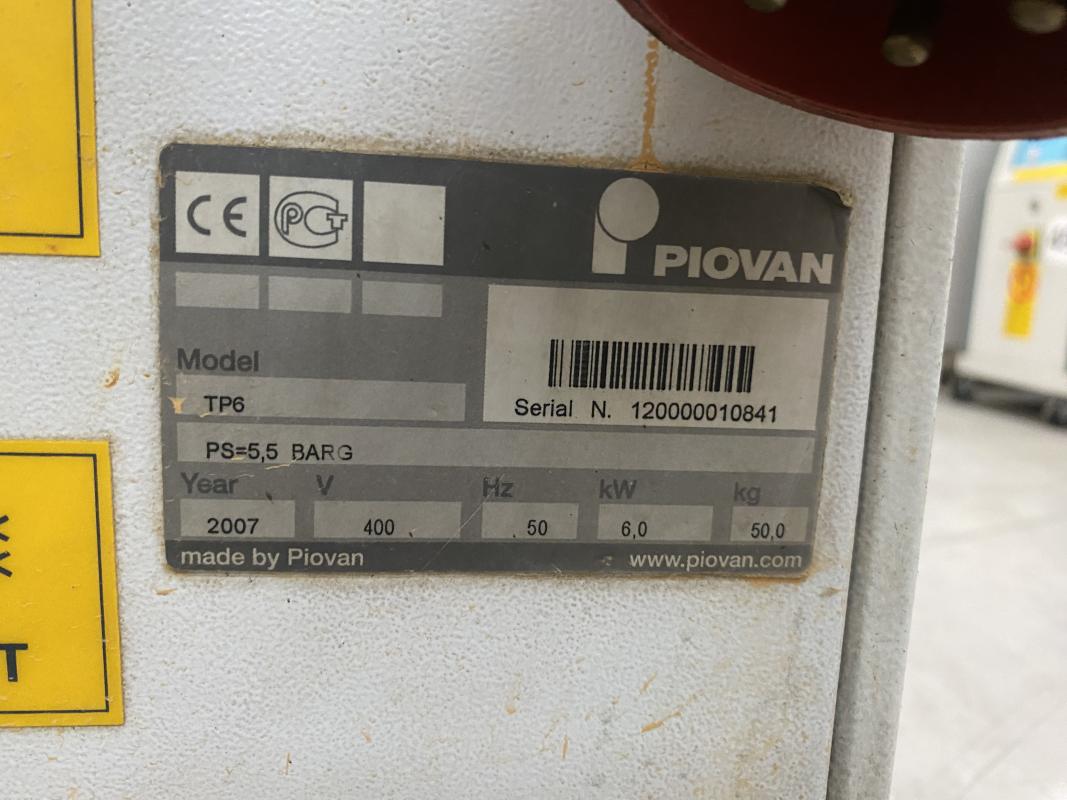 CE PCT
PIOVAN
Model
TP6
Serial N. 120000010841
PS=5,5 BARG
Year V Hz kW kg
2007 400 50 6,0 50,0
made by Piovan www.piovan.com
T